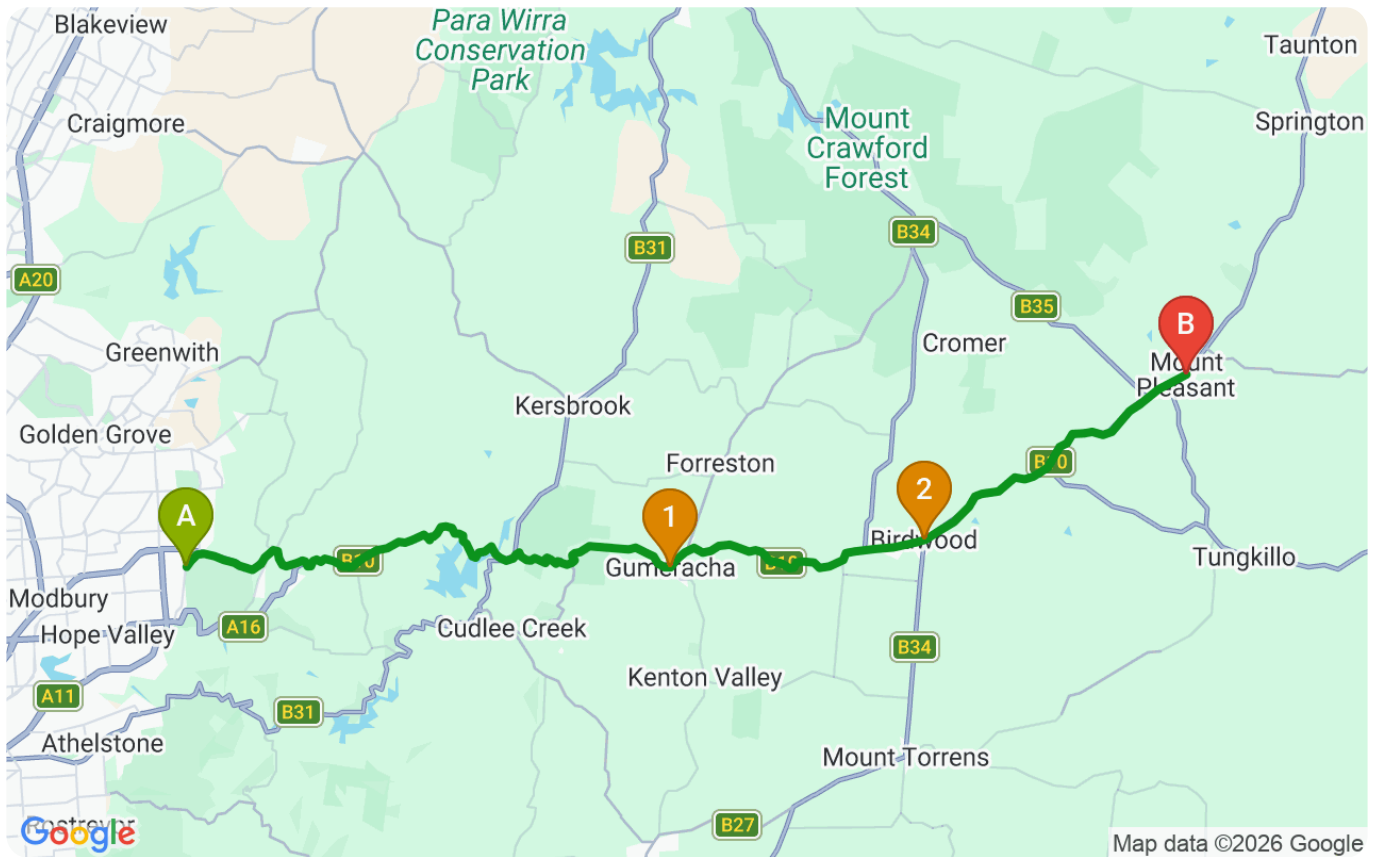 Blakeview
Para Wirra
Conservation
Park
Taunton
Craigmore
Mount
Crawford
Forest
Springton
B31
B34
A20
B35
Greenwith
Cromer
B
Mount
Pleasant
Kersbrook
Golden Grove
Forreston
A
1
2
Birdwood
Gumeracha
Tungkillo
Modbury
A16
Hope Valley
Cudlee Creek
B34
Kenton Valley
A11
B31
Athelstone
Mount Torrens
B27
Google
Map data ©2026 Google